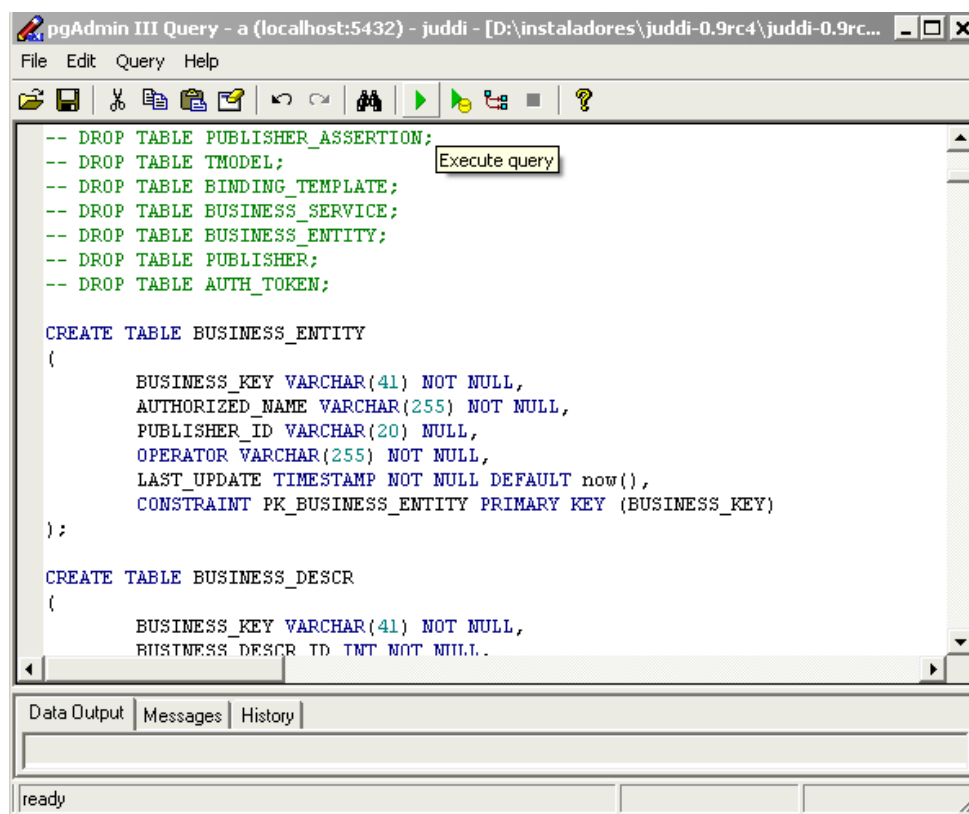 pgAdmin III Query - a (localhost:5432) - juddi - [D:\instaladores\juddi-0.9rc4\juddi-0.9rc...
File Edit Query Help
-- DROP TABLE PUBLISHER_ASSERTION;
Execute query
-- DROP TABLE TMODEL;
-- DROP TABLE BINDING_TEMPLATE;
-- DROP TABLE BUSINESS_SERVICE;
-- DROP TABLE BUSINESS_ENTITY;
-- DROP TABLE PUBLISHER;
-- DROP TABLE AUTH_TOKEN;
CREATE TABLE BUSINESS_ENTITY
(
BUSINESS_KEY VARCHAR(41) NOT NULL,
AUTHORIZED_NAME VARCHAR(255) NOT NULL,
PUBLISHER_ID VARCHAR(20) NULL,
OPERATOR VARCHAR(255) NOT NULL,
LAST_UPDATE TIMESTAMP NOT NULL DEFAULT now(),
CONSTRAINT PK_BUSINESS_ENTITY PRIMARY KEY (BUSINESS_KEY)
);
CREATE TABLE BUSINESS_DESCR
(
BUSINESS_KEY VARCHAR(41) NOT NULL,
BUSINESS_DESCR_ID INT NOT NULL,
Data Output Messages History
ready